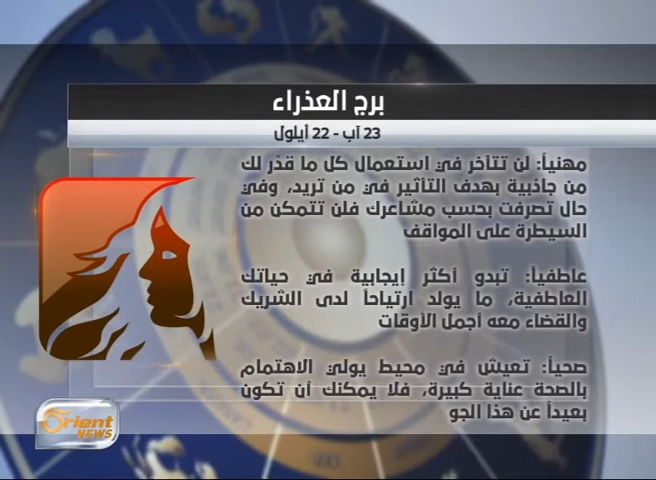 برج العذراء
23 آب - 22 أيلول
مهنياً: لن تتأخر في استعمال كل ما قدّر لك
من جاذبية بهدف التأثير في من تريد، وفي
حال تصرفت بحسب مشاعرك فلن تتمكن من
السيطرة على المواقف
عاطفياً: تبدو أكثر إيجابية في حياتك
العاطفية، ما يولد ارتياحاً لدى الشريك
والقضاء معه أجمل الأوقات
صحياً: تعيش في محيط يولي الاهتمام
بالصحة عناية كبيرة، فلا يمكنك أن تكون
بعيداً عن هذا الجو
Orient
NEWS